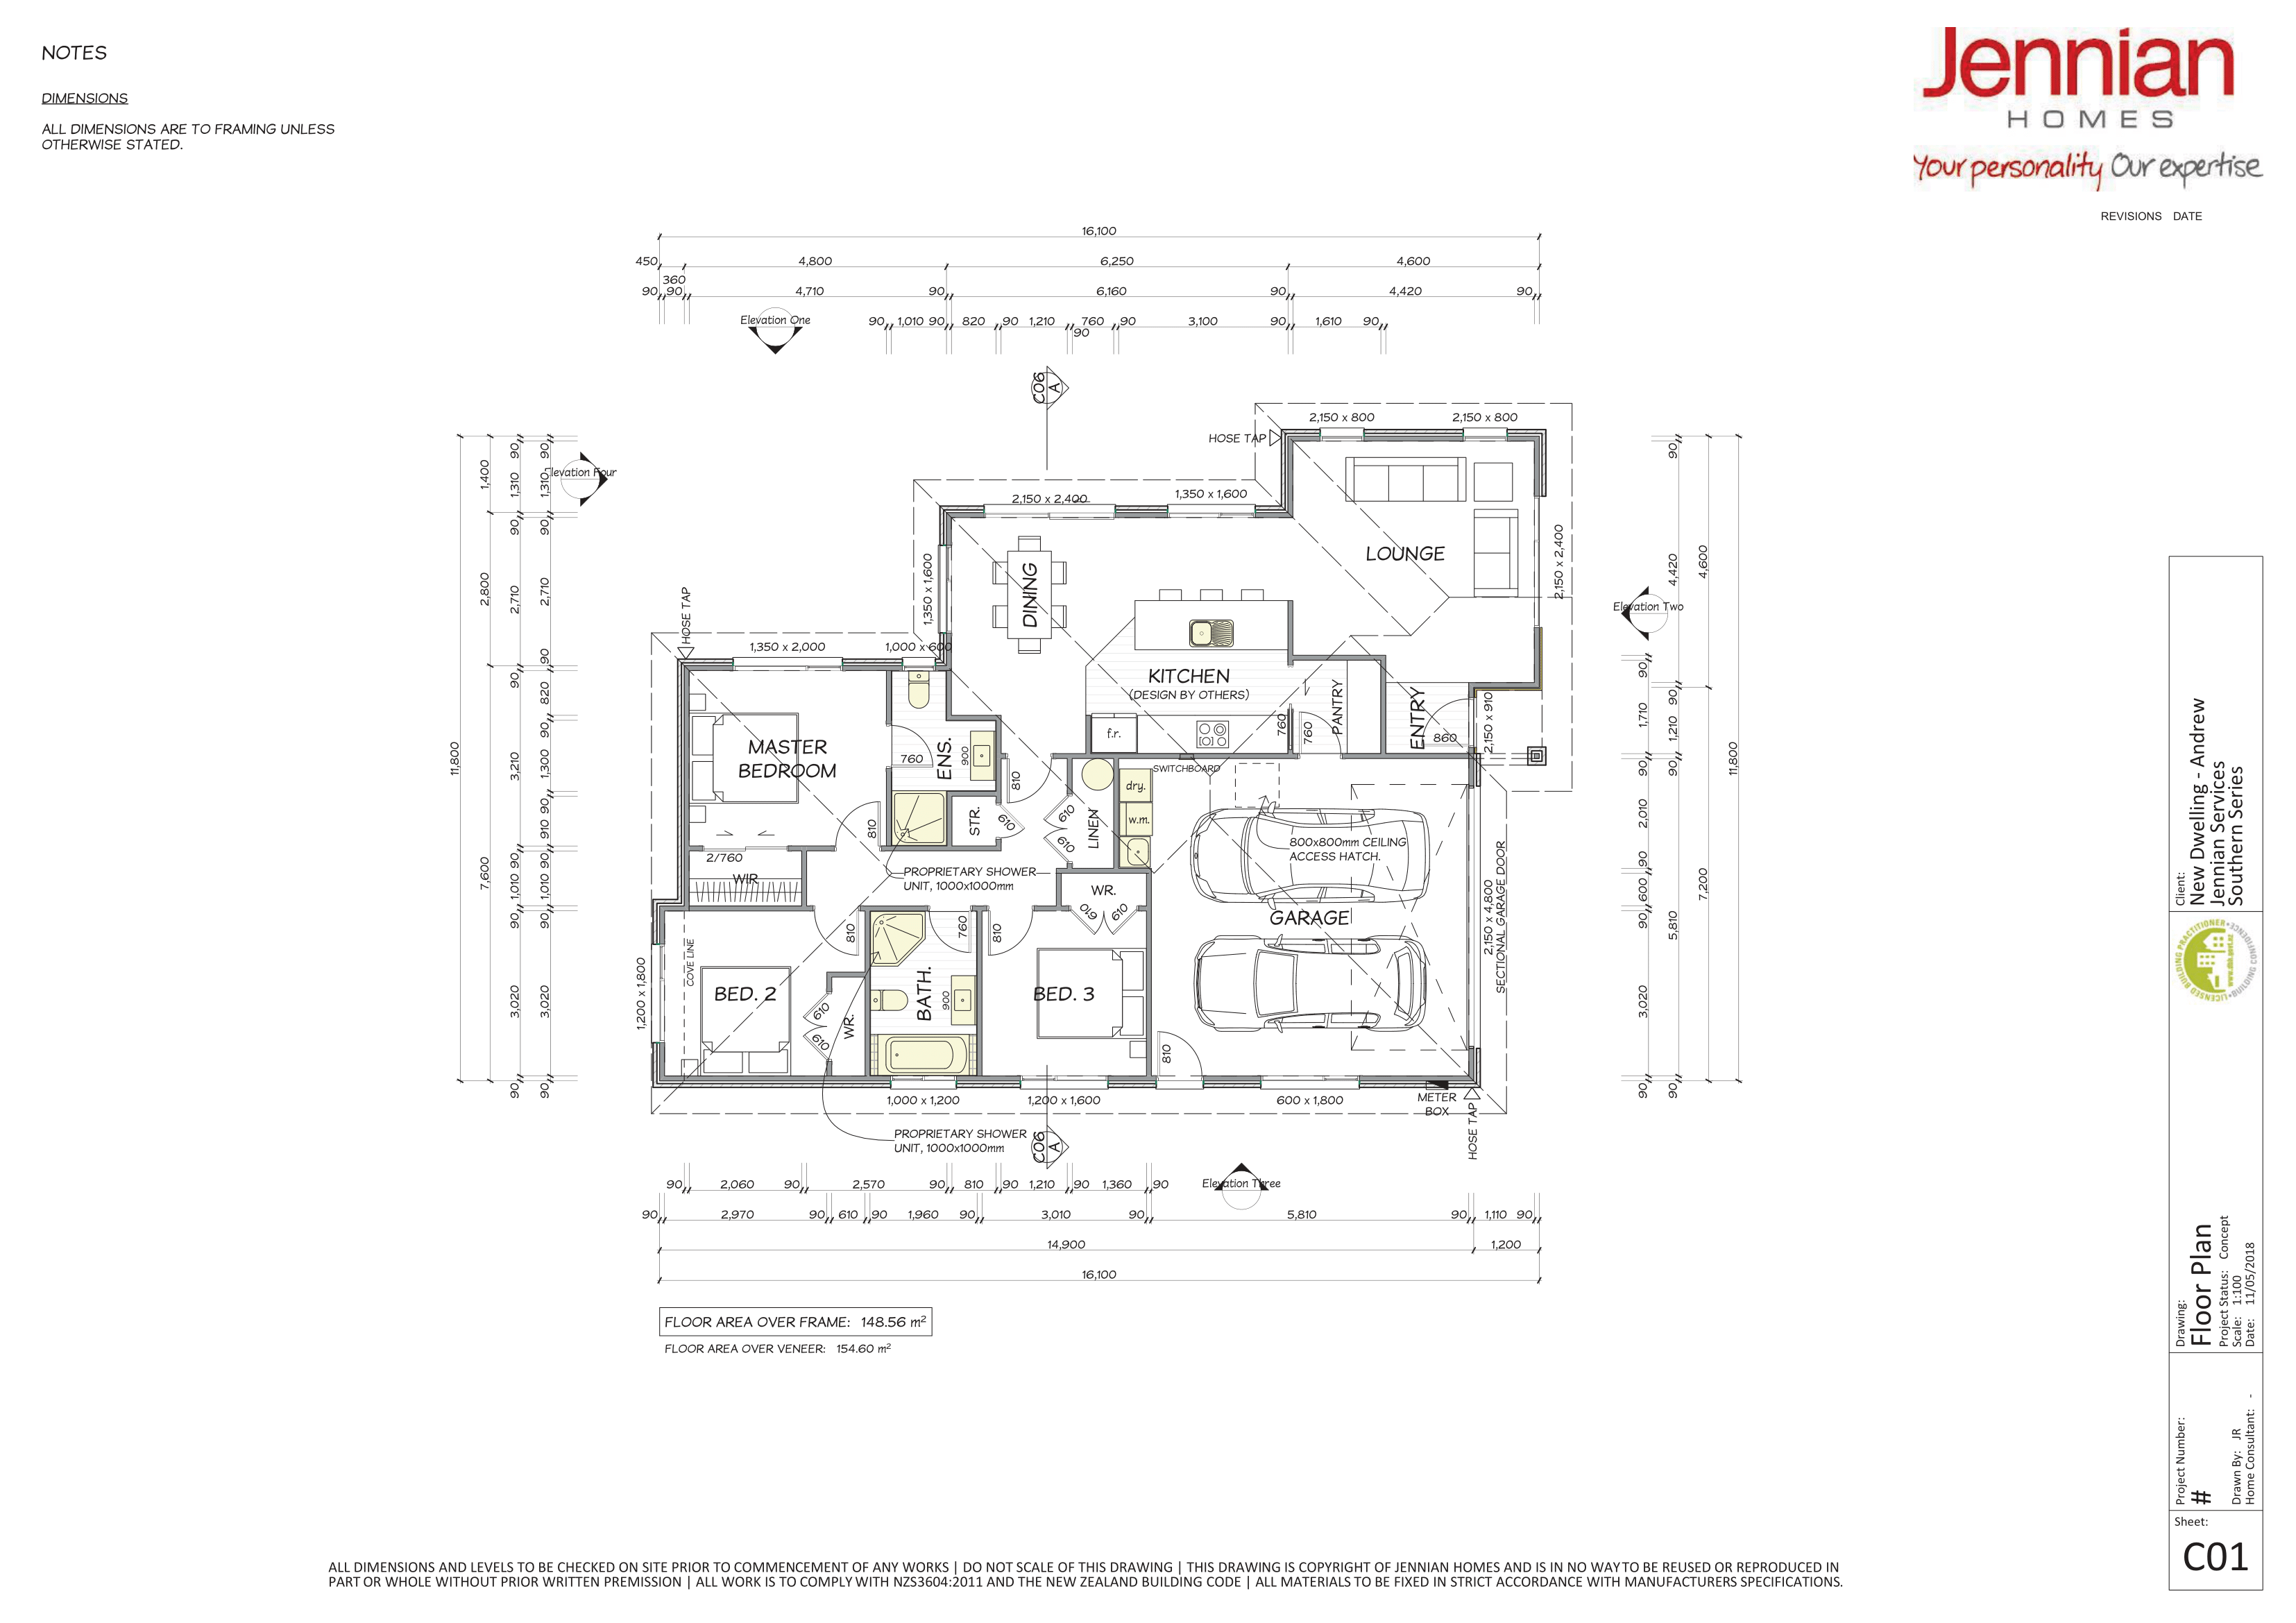 NOTES
DIMENSIONS
ALL DIMENSIONS ARE TO FRAMING UNLESS
OTHERWISE STATED.
Jennian
HOMES
Your personality Our expertise
REVISIONS DATE
16,100
450 4,800 6,250 4,600
360
90 90 4,710 90 6,160 90 4,420 90
Elevation One
90 1,010 90 820 90 1,210 760 90 3,100 90 1,610 90
90
C06
A
11,800
1,400
2,800
7,600
90
1,310
90
2,710
90
3,210
1,010 90
90
3,020
90
90
1,310
90
2,710
90
820
90
1,300
910 90
1,010 90
90
3,020
90
Elevation Four
HOSE TAP
2,150 x 800 2,150 x 800
2,150 x 2,400
1,350 x 1,600
1,350 x 1,600
LOUNGE
2,150 x 2,400
DINING
HOSE TAP
1,350 x 2,000
1,000 x 600
KITCHEN
(DESIGN BY OTHERS)
PANTRY
ENTRY
860
2,150 x 910
f.r.
760
760
MASTER
BEDROOM
760
ENS.
900
810
SWITCHBOARD
dry.
w.m.
STR.
610
610
610
LINEN
810
800x800mm CEILING
ACCESS HATCH.
2/760
WIR
PROPRIETARY SHOWER
UNIT, 1000x1000mm
WR.
610
610
GARAGE
2,150 x 4,800
SECTIONAL GARAGE DOOR
COVE LINE
810
760
810
1,200 x 1,800
BED. 2
610
610
WR.
BATH.
900
BED. 3
810
1,000 x 1,200
1,200 x 1,600
600 x 1,800
METER
BOX
HOSE TAP
PROPRIETARY SHOWER
UNIT, 1000x1000mm
C06
A
Elevation Two
90
1,710
90
2,010
90
600
90
3,020
90
90
4,420
90
1,210
90
5,810
90
4,600
7,200
11,800
Elevation Three
90 2,060 90 2,570 90 810 90 1,210 90 1,360 90
90 2,970 90 610 90 1,960 90 3,010 90 5,810 90 1,110 90
14,900 1,200
16,100
FLOOR AREA OVER FRAME: 148.56 m²
FLOOR AREA OVER VENEER: 154.60 m²
Client:
New Dwelling - Andrew
Jennian Services
Southern Series
LICENSED BUILDING PRACTITIONER
BUILDING CONFIDENCE
www.dbh.govt.nz
Drawing:
Floor Plan
Project Status: Concept
Scale: 1:100
Date: 11/05/2018
Project Number:
#
Drawn By: JR
Home Consultant: -
Sheet:
C01
ALL DIMENSIONS AND LEVELS TO BE CHECKED ON SITE PRIOR TO COMMENCEMENT OF ANY WORKS | DO NOT SCALE OF THIS DRAWING | THIS DRAWING IS COPYRIGHT OF JENNIAN HOMES AND IS IN NO WAY TO BE REUSED OR REPRODUCED IN
PART OR WHOLE WITHOUT PRIOR WRITTEN PREMISSION | ALL WORK IS TO COMPLY WITH NZS3604:2011 AND THE NEW ZEALAND BUILDING CODE | ALL MATERIALS TO BE FIXED IN STRICT ACCORDANCE WITH MANUFACTURERS SPECIFICATIONS.